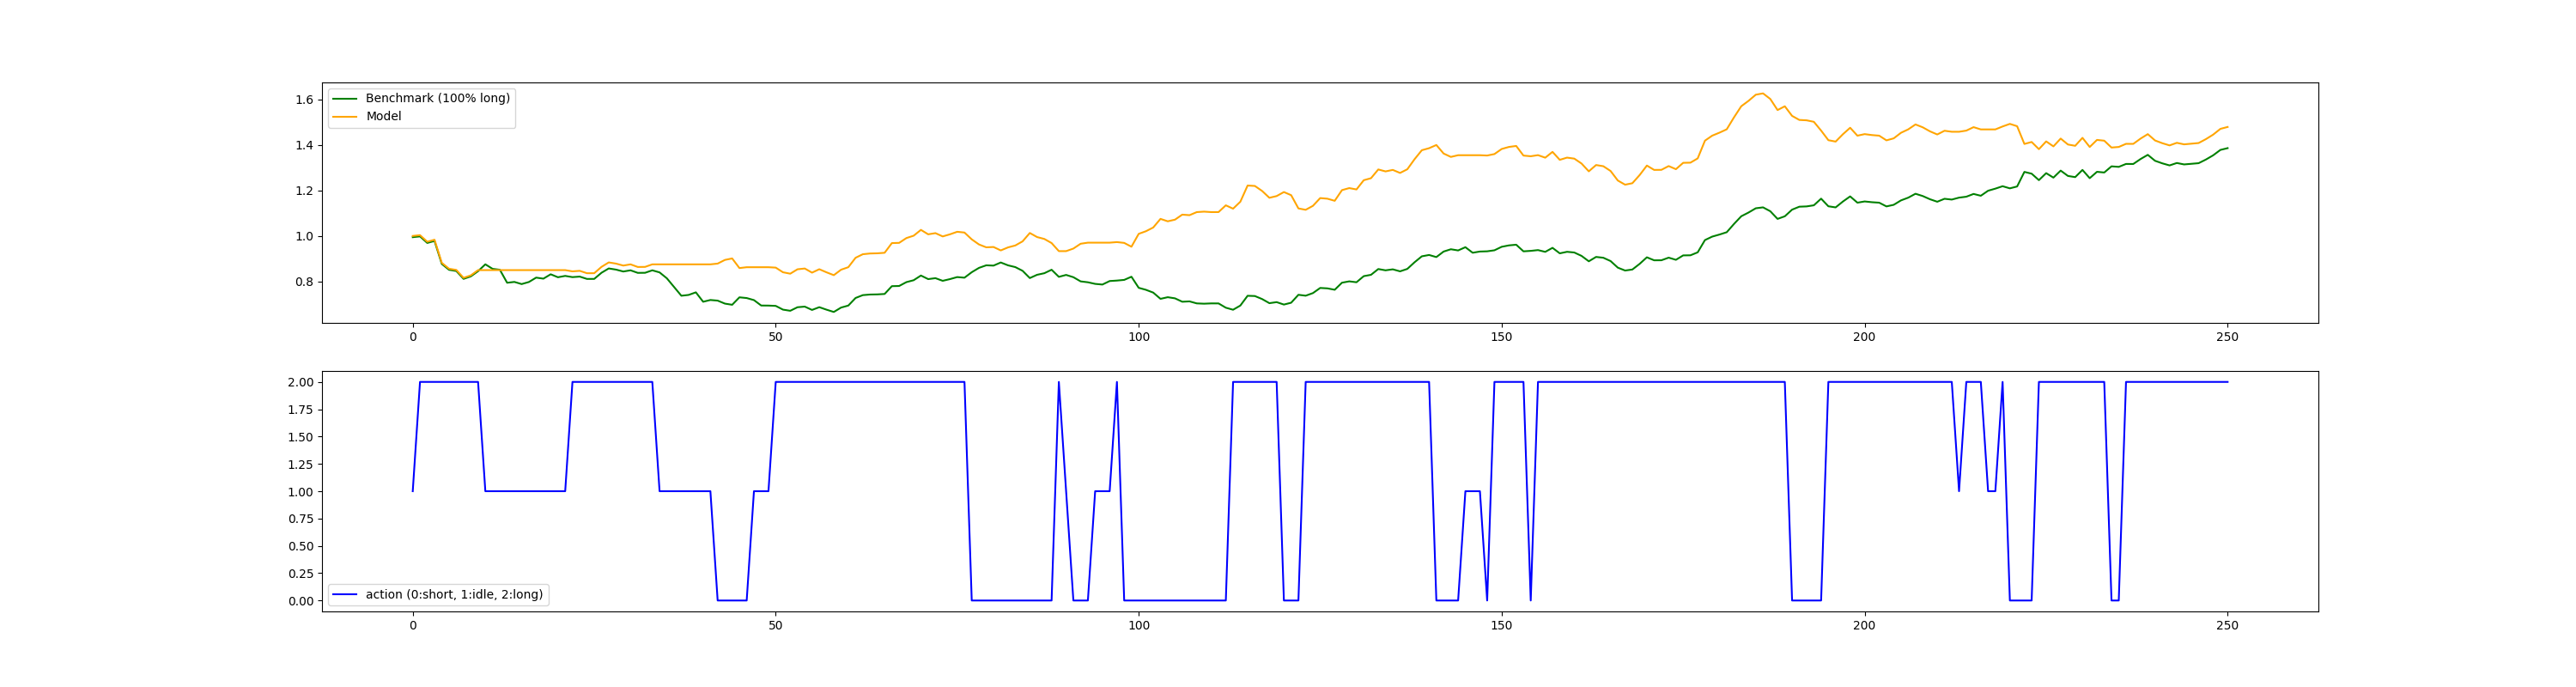 Benchmark (100% long)
Model
1.6
1.4
1.2
1.0
0.8
0 50 100 150 200 250
2.00
1.75
1.50
1.25
1.00
0.75
0.50
0.25
0.00
action (0:short, 1:idle, 2:long)
0 50 100 150 200 250